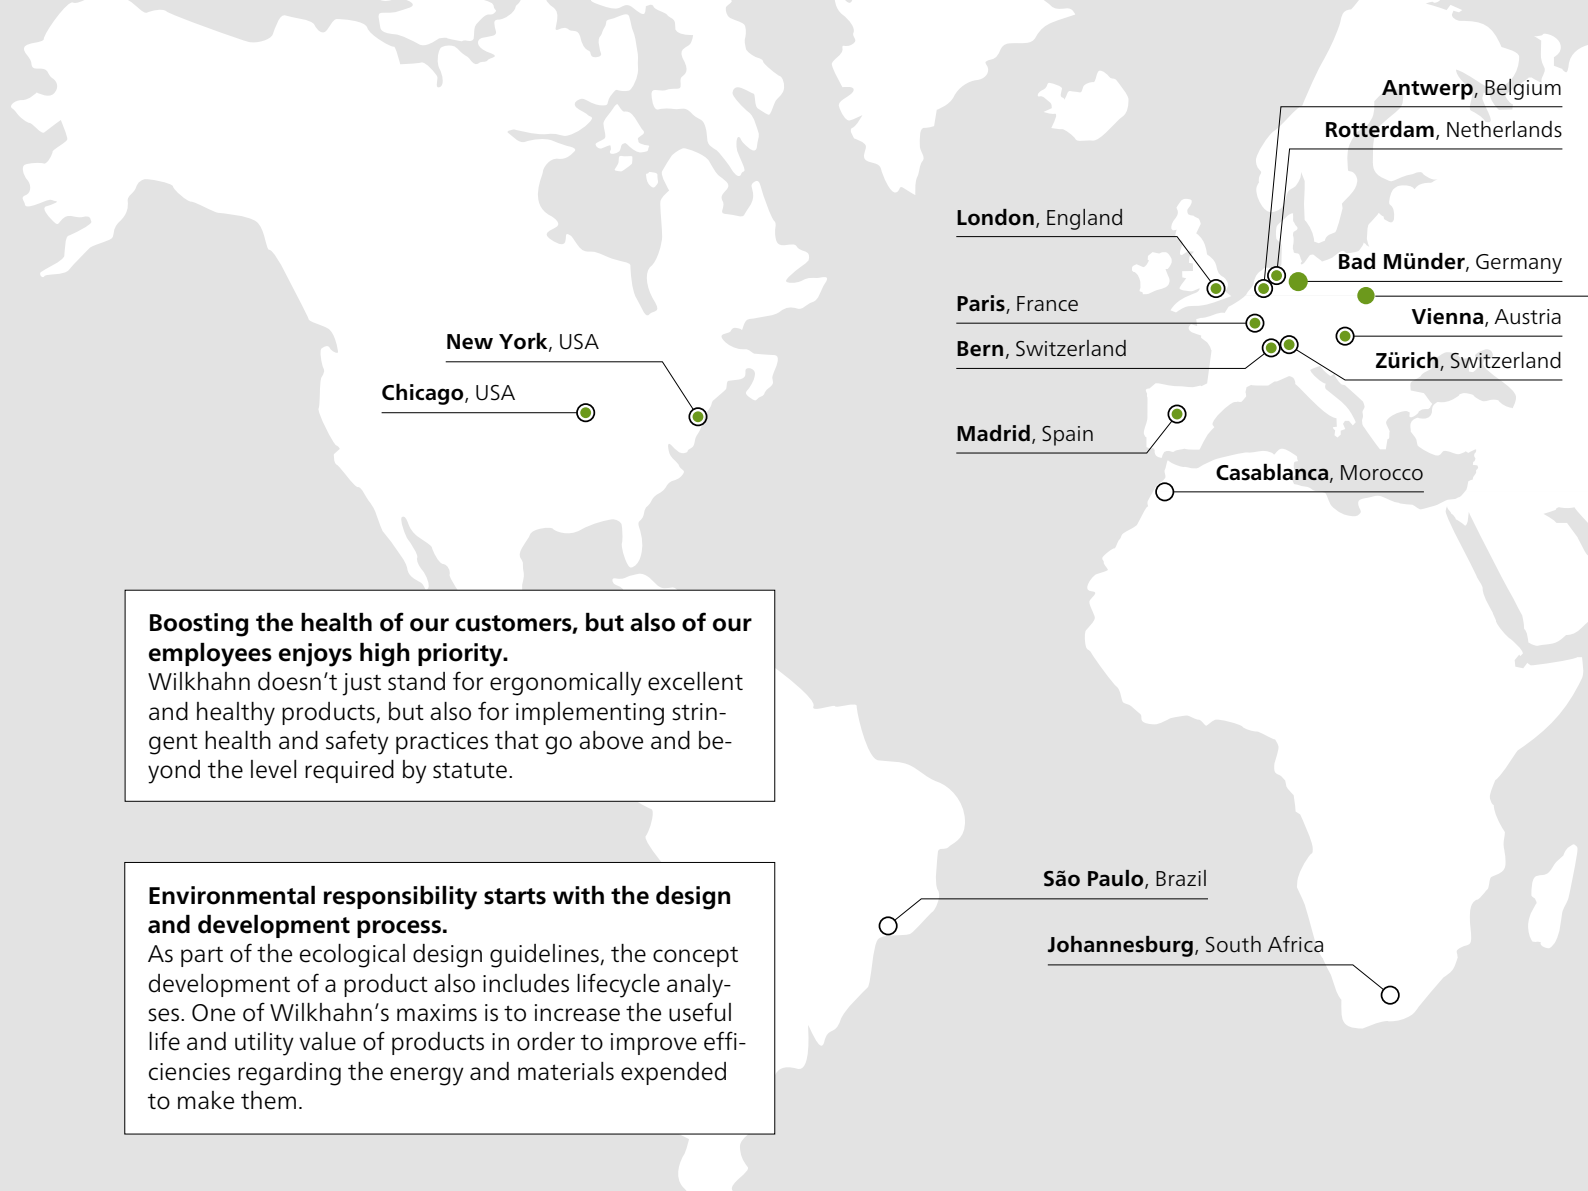 Antwerp, Belgium
Rotterdam, Netherlands
London, England
Bad Münder, Germany
Paris, France
Vienna, Austria
New York, USA
Bern, Switzerland
Zürich, Switzerland
Chicago, USA
Madrid, Spain
Casablanca, Morocco
Boosting the health of our customers, but also of our
employees enjoys high priority.
Wilkhahn doesn’t just stand for ergonomically excellent
and healthy products, but also for implementing strin-
gent health and safety practices that go above and be-
yond the level required by statute.
São Paulo, Brazil
Johannesburg, South Africa
Environmental responsibility starts with the design
and development process.
As part of the ecological design guidelines, the concept
development of a product also includes lifecycle analy-
ses. One of Wilkhahn’s maxims is to increase the useful
life and utility value of products in order to improve effi-
ciencies regarding the energy and materials expended
to make them.